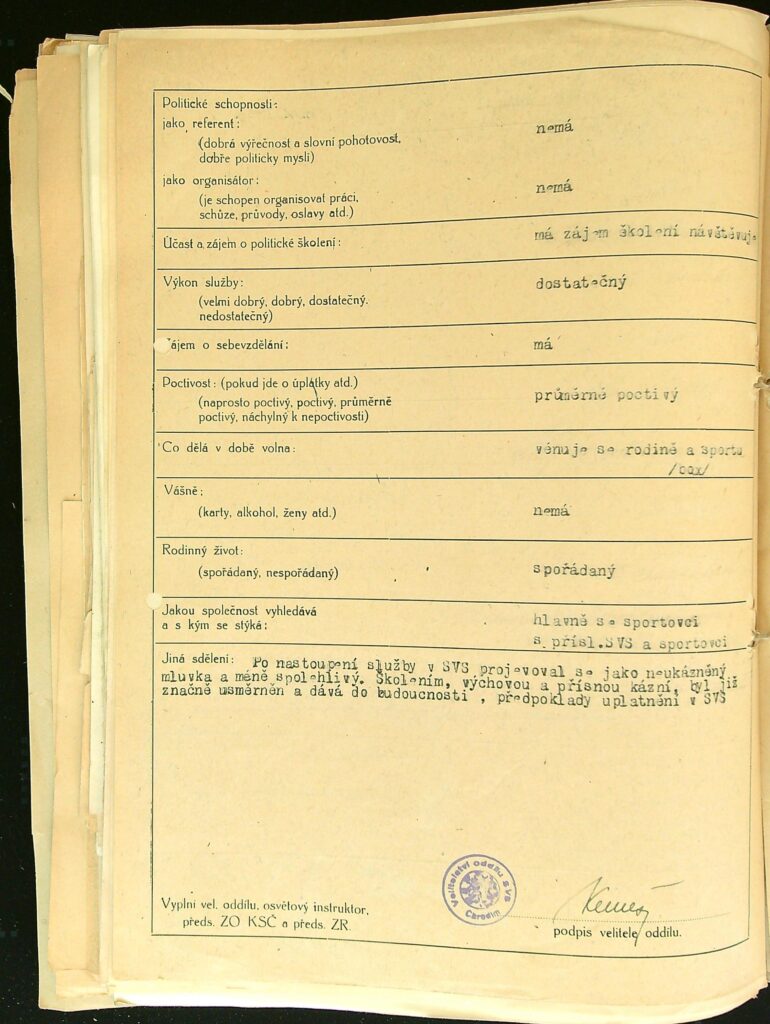 Politické schopnosti:
jako referent: nemá
(dobrá výřečnost a slovní pohotovost,
dobře politicky myslí)
jako organisátor: nemá
(je schopen organisovat práci,
schůze, průvody, oslavy atd.)
Účast a zájem o politické školení: má zájem školení návštěvuje
Výkon služby: dostatečný
(velmi dobrý, dobrý, dostatečný.
nedostatečný)
ájem o sebevzdělání: má
Poctivost: (pokud jde o úplatky atd.) průměrně poctivý
(naprosto poctivý, poctivý, průměrně
poctivý, náchylný k nepoctivosti)
Co dělá v době volna: věnuje se rodině a sportu
/box/
Vášně:
(karty, alkohol, ženy atd.) nemá
Rodinný život:
(spořádaný, nespořádaný) spořádaný
Jakou společnost vyhledává hlavně se sportovci
a s kým se stýká: s přísl.SVS a sportovci
Jiná sdělení: Po nastoupení služby v SVS projevoval se jako neukázněný,
mluvka a méně spolehlivý. Školením, výchovou a přísnou kázní, byl již
značně usměrněn a dává do budoucnosti , předpoklady uplatnění v SVS
Velitelství oddílu SVS
Vyplní vel. oddílu, osvětový instruktor,
předs. ZO KSČ a předs. ZR.
podpis velitele oddílu.